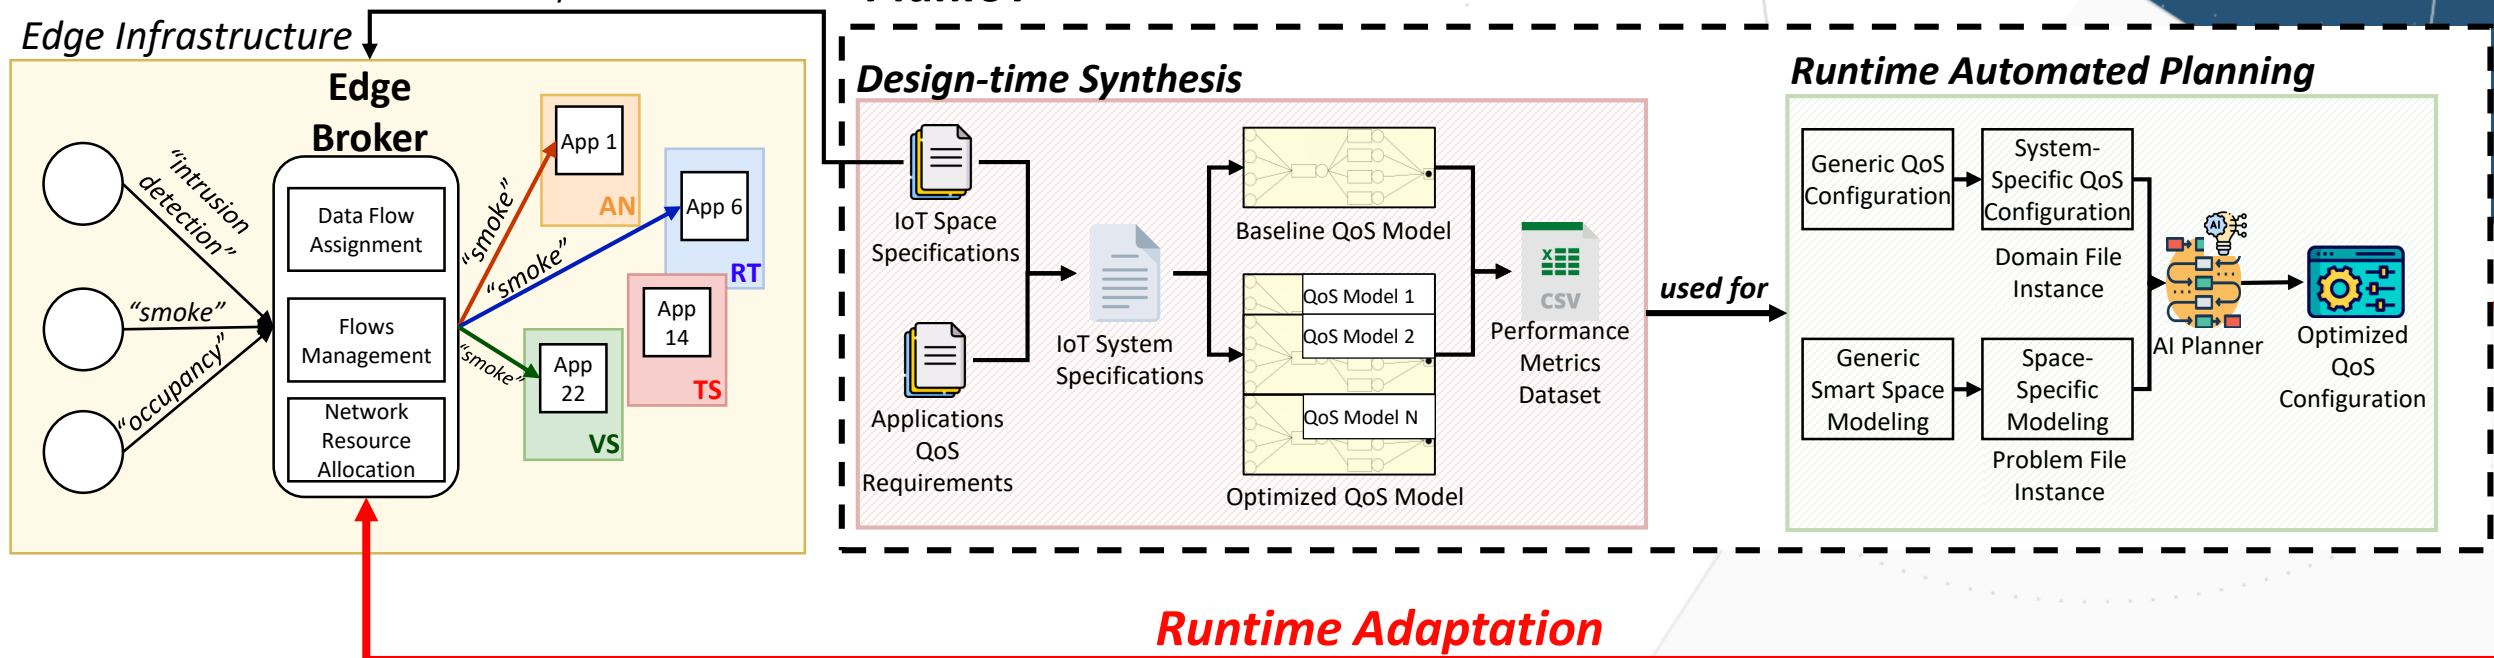 Edge Infrastructure
Edge
Broker
“intrusion
detection”
“smoke”
“occupancy”
Data Flow
Assignment
Flows
Management
Network
Resource
Allocation
“smoke”
“smoke”
“smoke”
App 1
AN
App 6
RT
App
14
TS
App
22
VS
Design-time Synthesis
IoT Space
Specifications
Applications
QoS
Requirements
IoT System
Specifications
Baseline QoS Model
QoS Model 1
QoS Model 2
QoS Model N
Optimized QoS Model
CSV
Performance
Metrics
Dataset
used for
Runtime Automated Planning
Generic QoS
Configuration
System-
Specific QoS
Configuration
Domain File
Instance
Generic
Smart Space
Modeling
Space-
Specific
Modeling
Problem File
Instance
AI
AI Planner
Optimized
QoS
Configuration
Runtime Adaptation